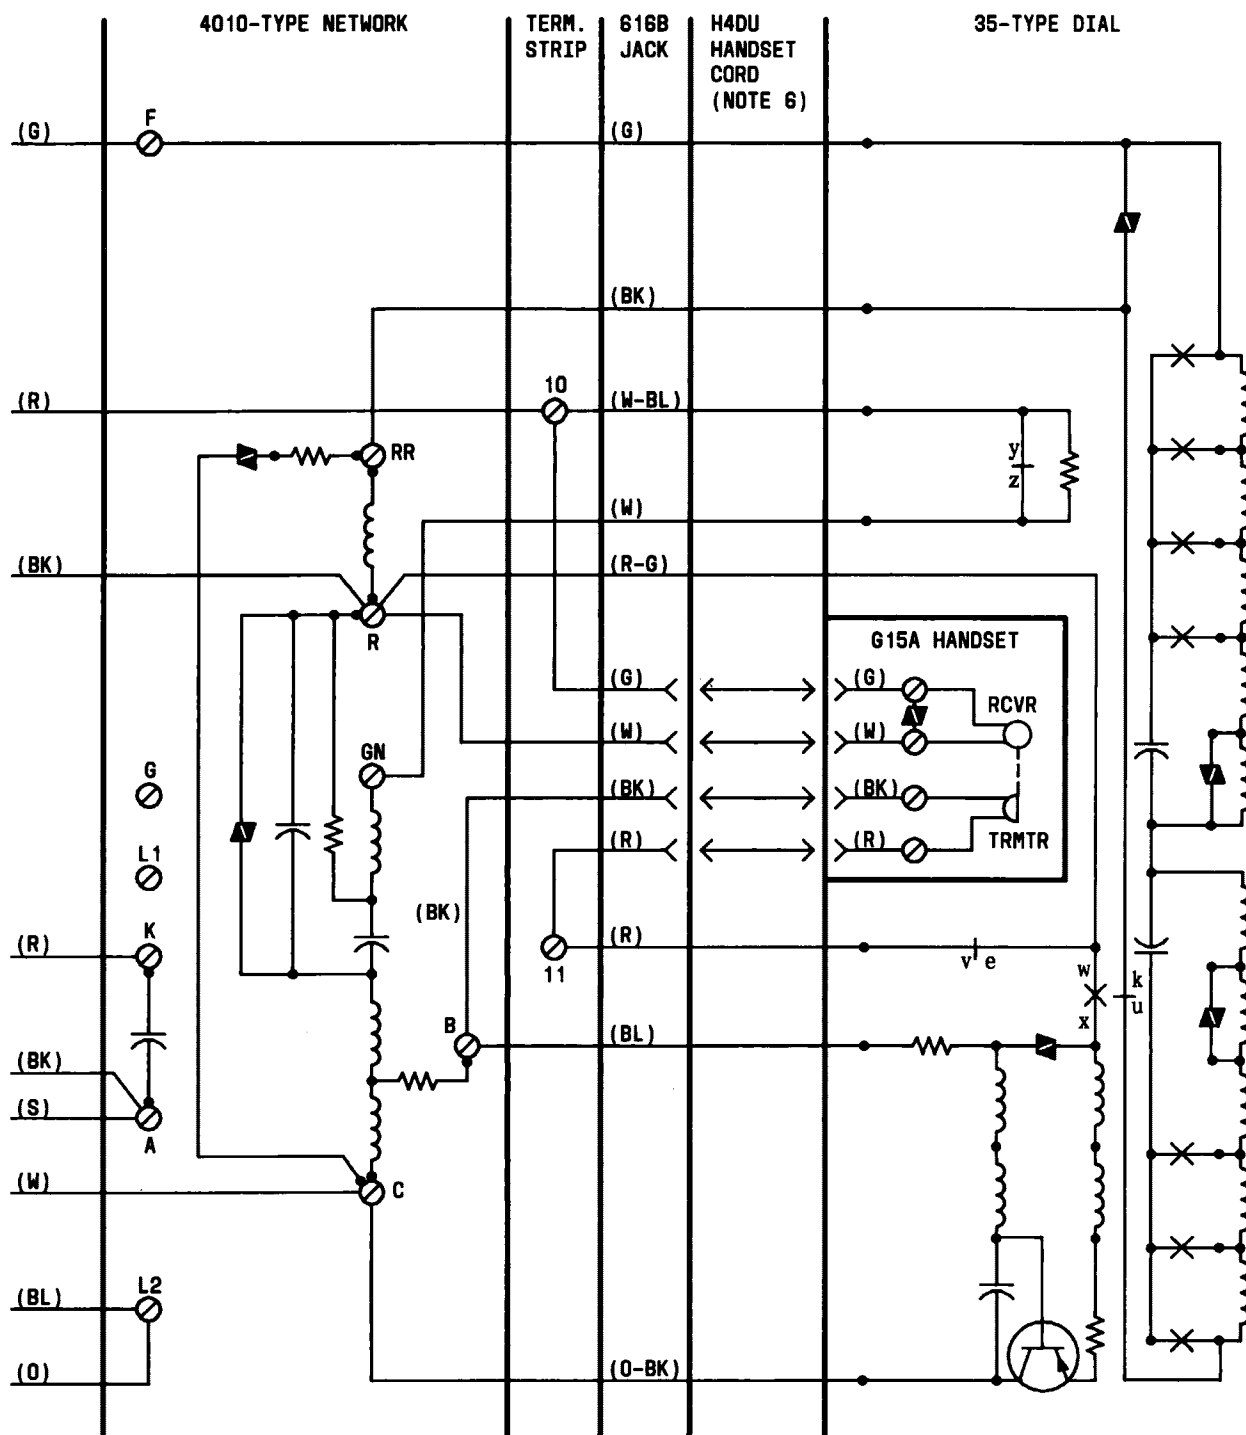 4010-TYPE NETWORK
TERM.
STRIP
616B
JACK
H4DU
HANDSET
CORD
(NOTE 6)
35-TYPE DIAL
(G)
F
(G)
(BK)
(R)
10
(W-BL)
RR
y
z
(W)
(BK)
(R-G)
R
G15A HANDSET
(G)
(G)
RCVR
(W)
(W)
GN
G
(BK)
(BK)
(R)
(R)
TRMTR
L1
(BK)
K
(R)
11
(R)
v e
w
k
x
u
B
(BL)
(BK)
(S)
A
(W)
C
L2
(BL)
(O)
(O-BK)